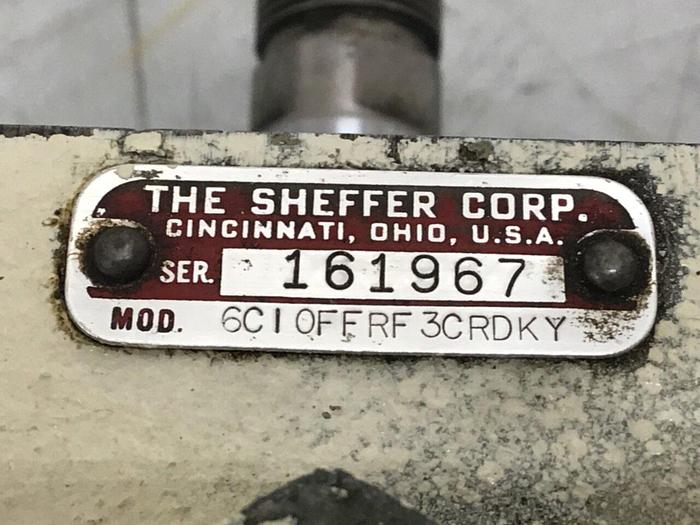 THE SHEFFER CORP.
CINCINNATI, OHIO, U.S.A.
SER. 161967
MOD. 6C10FFRF3CRDKY